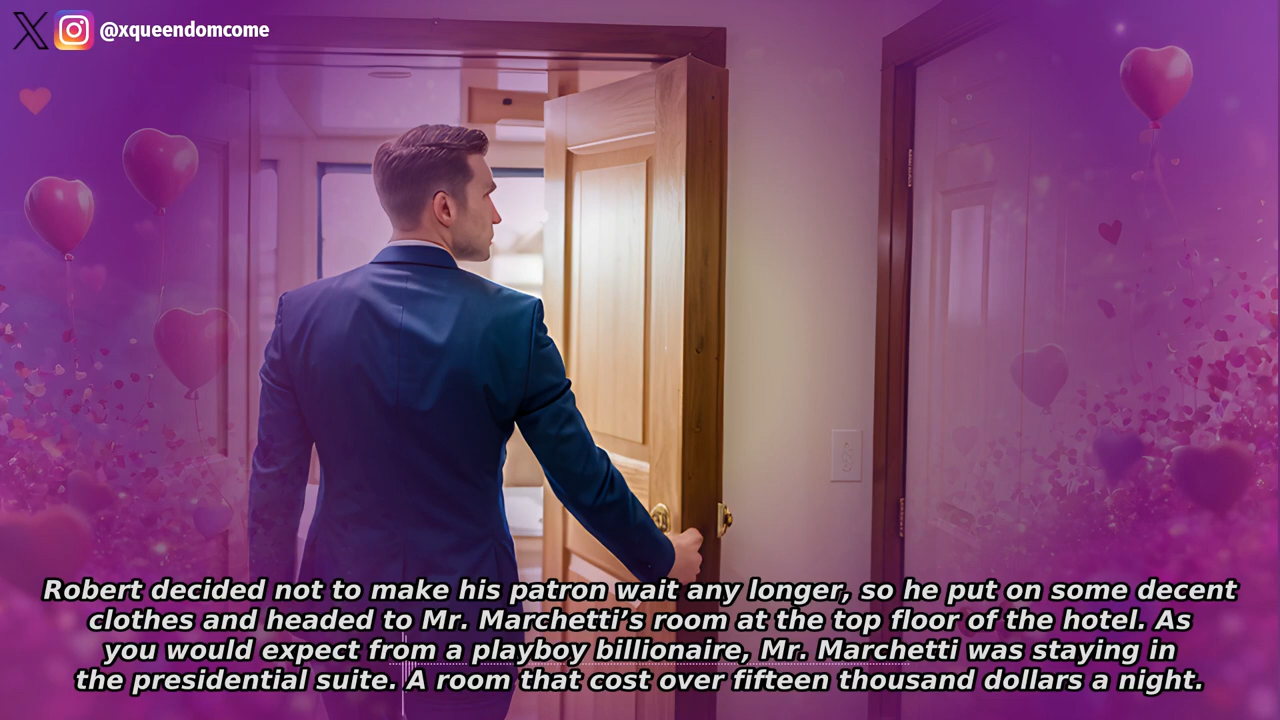 @xqueendomcome
Robert decided not to make his patron wait any longer, so he put on some decent
clothes and headed to Mr. Marchetti’s room at the top floor of the hotel. As
you would expect from a playboy billionaire, Mr. Marchetti was staying in
the presidential suite. A room that cost over fifteen thousand dollars a night.